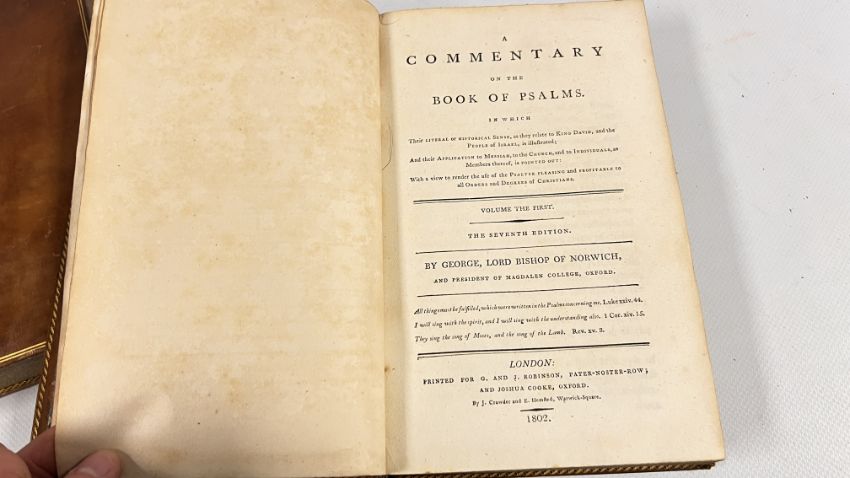 A
COMMENTARY
ON THE
BOOK OF PSALMS.
IN WHICH
Their LITERAL or HISTORICAL SENSE, as they relate to KING DAVID, and the
PEOPLE of ISRAEL, is illustrated;
And their APPLICATION to MESSIAH, to the CHURCH, and to INDIVIDUALS, as
Members thereof, is POINTED OUT:
With a view to render the use of the PSALTER PLEASING and PROFITABLE to
all ORDERS and DEGREES of CHRISTIANS.
VOLUME THE FIRST.
THE SEVENTH EDITION.
BY GEORGE, LORD BISHOP OF NORWICH,
AND PRESIDENT OF MAGDALEN COLLEGE, OXFORD.
All things must be fulfilled, which were written in the Psalms concerning me. Luke xxiv. 44.
I will sing with the spirit, and I will sing with the understanding also. 1 Cor. xiv. 15.
They sing the song of Moses, and the song of the Lamb. Rev. xv. 3.
LONDON:
PRINTED FOR G. AND J. ROBINSON, PATER-NOSTER-ROW;
AND JOSHUA COOKE, OXFORD.
By J. Crowder and E. Hemsted, Warwick-Square.
1802.